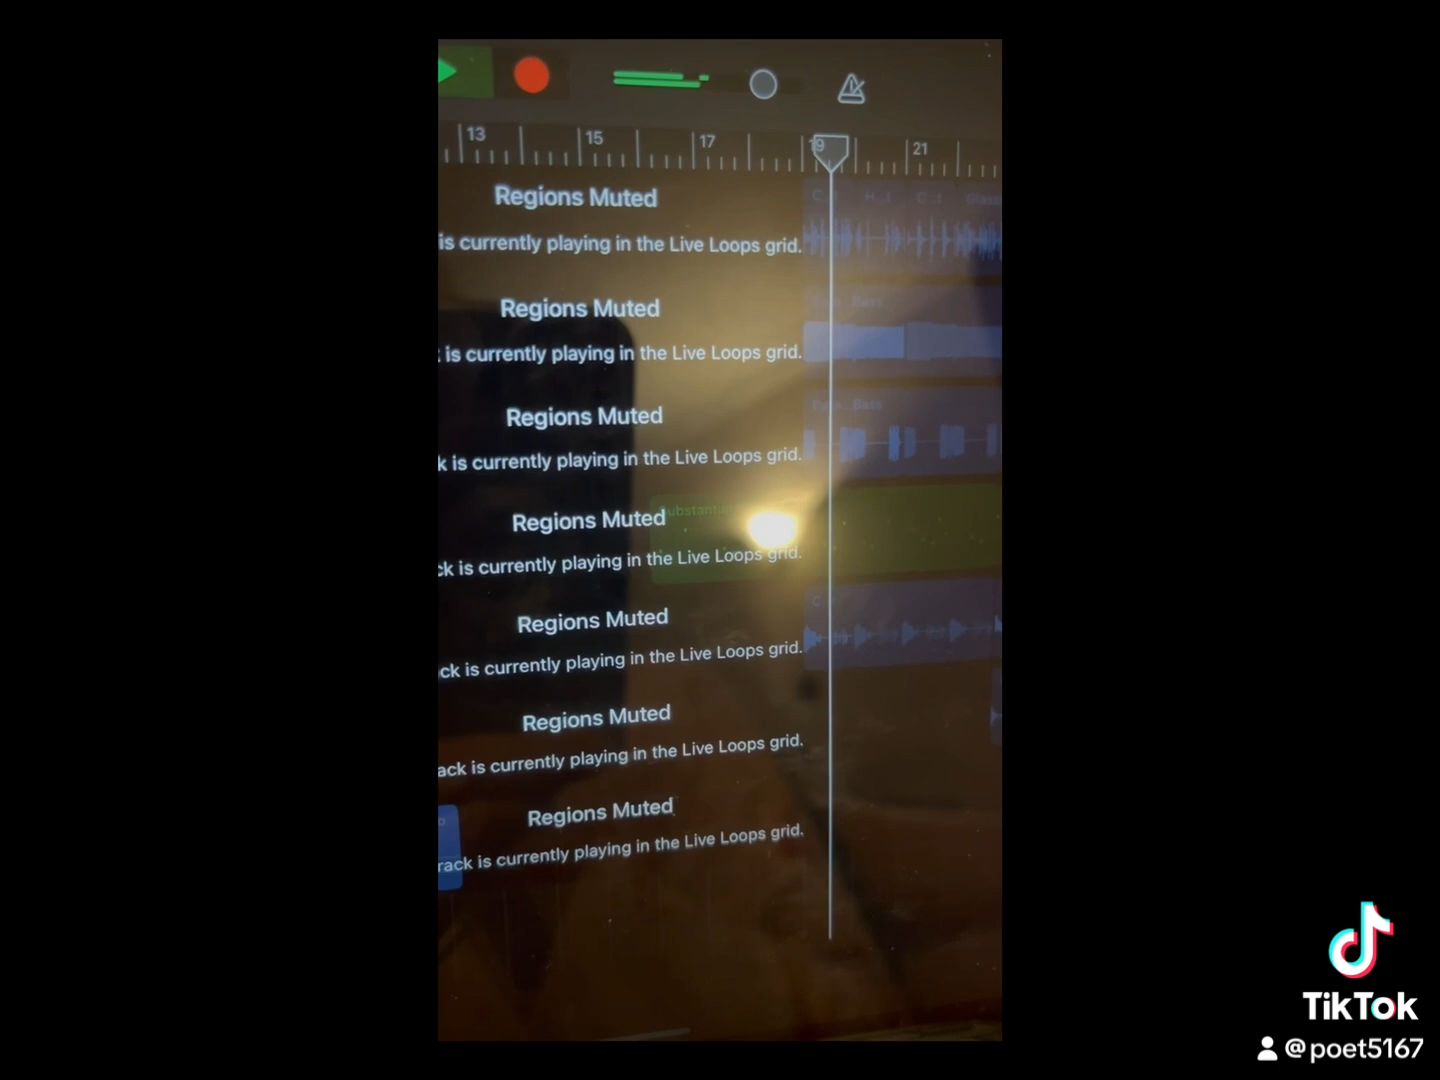 13 15 17 19 21
Regions Muted
is currently playing in the Live Loops grid.
Regions Muted
is currently playing in the Live Loops grid.
Bass
Regions Muted
k is currently playing in the Live Loops grid.
Bass
Regions Muted
ck is currently playing in the Live Loops grid.
Regions Muted
ck is currently playing in the Live Loops grid.
C
Regions Muted
ack is currently playing in the Live Loops grid.
Regions Muted
rack is currently playing in the Live Loops grid.
TikTok
@poet5167